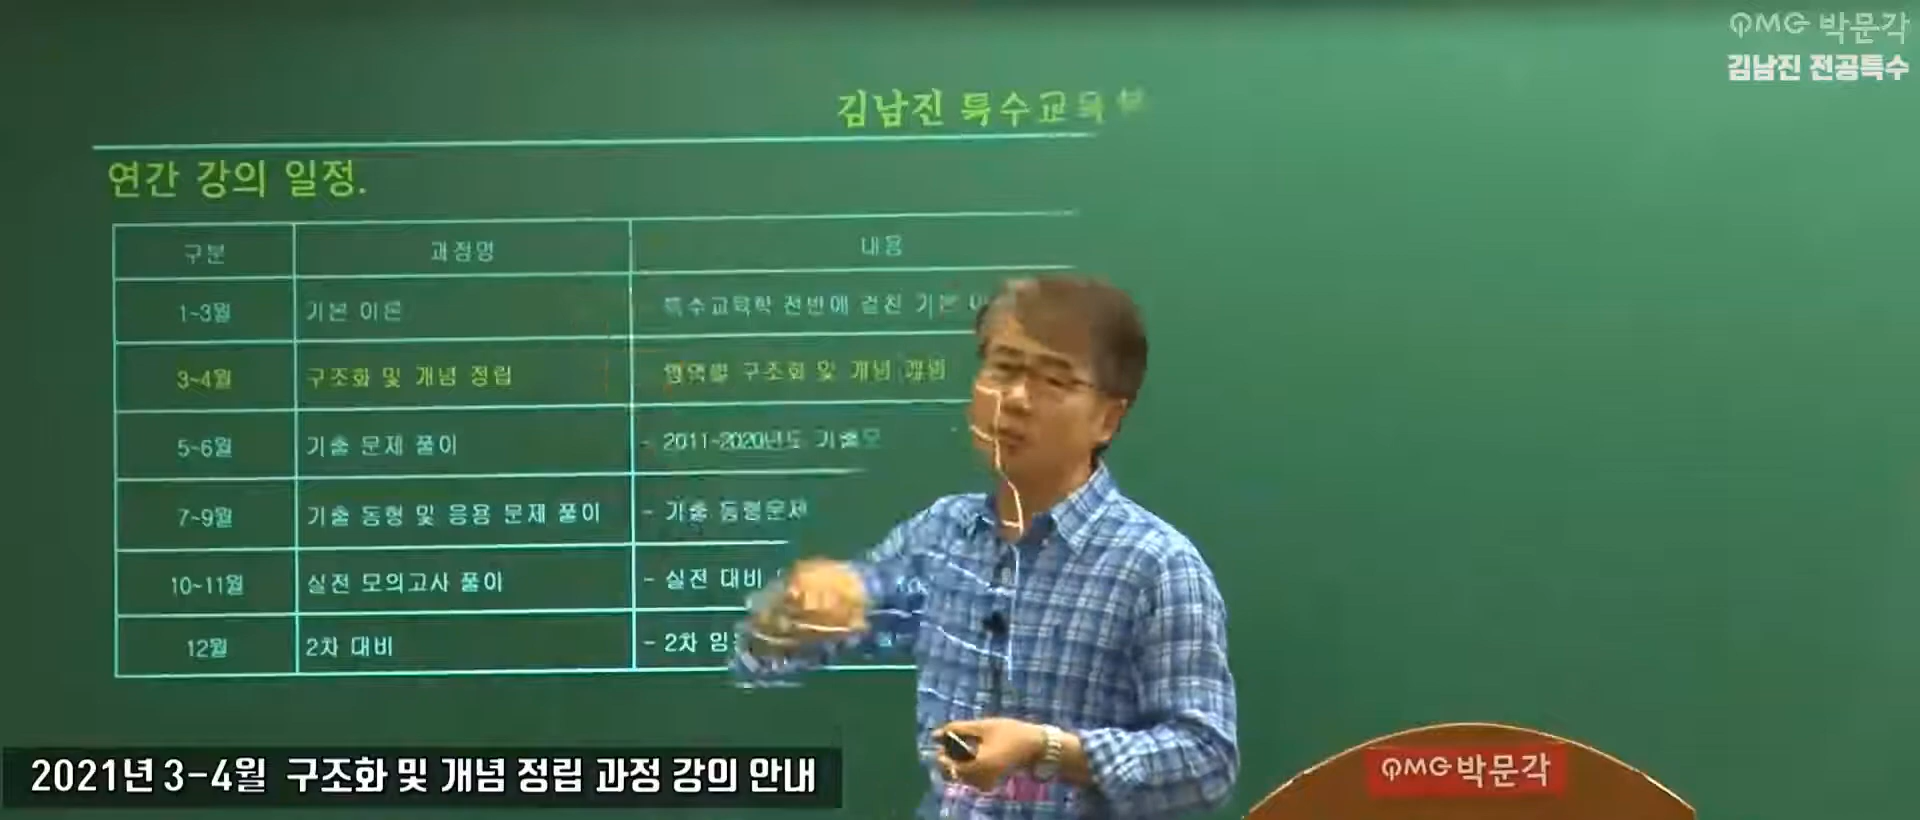 PMG 박문각
김남진 전공특수
김남진 특수교육
연간 강의 일정.
구분 과정명 내용
1~3월 기본 이론 - 특수교육학 전반에 걸친 기본
3~4월 구조화 및 개념 정립 영역별 구조화 및 개념
5~6월 기출 문제 풀이 - 2011~2020년도 기출
7~9월 기출 동형 및 응용 문제 풀이 - 기출 동형문제
10~11월 실전 모의고사 풀이 - 실전 대비
12월 2차 대비 - 2차
2021년 3-4월 구조화 및 개념 정립 과정 강의 안내
PMG 박문각